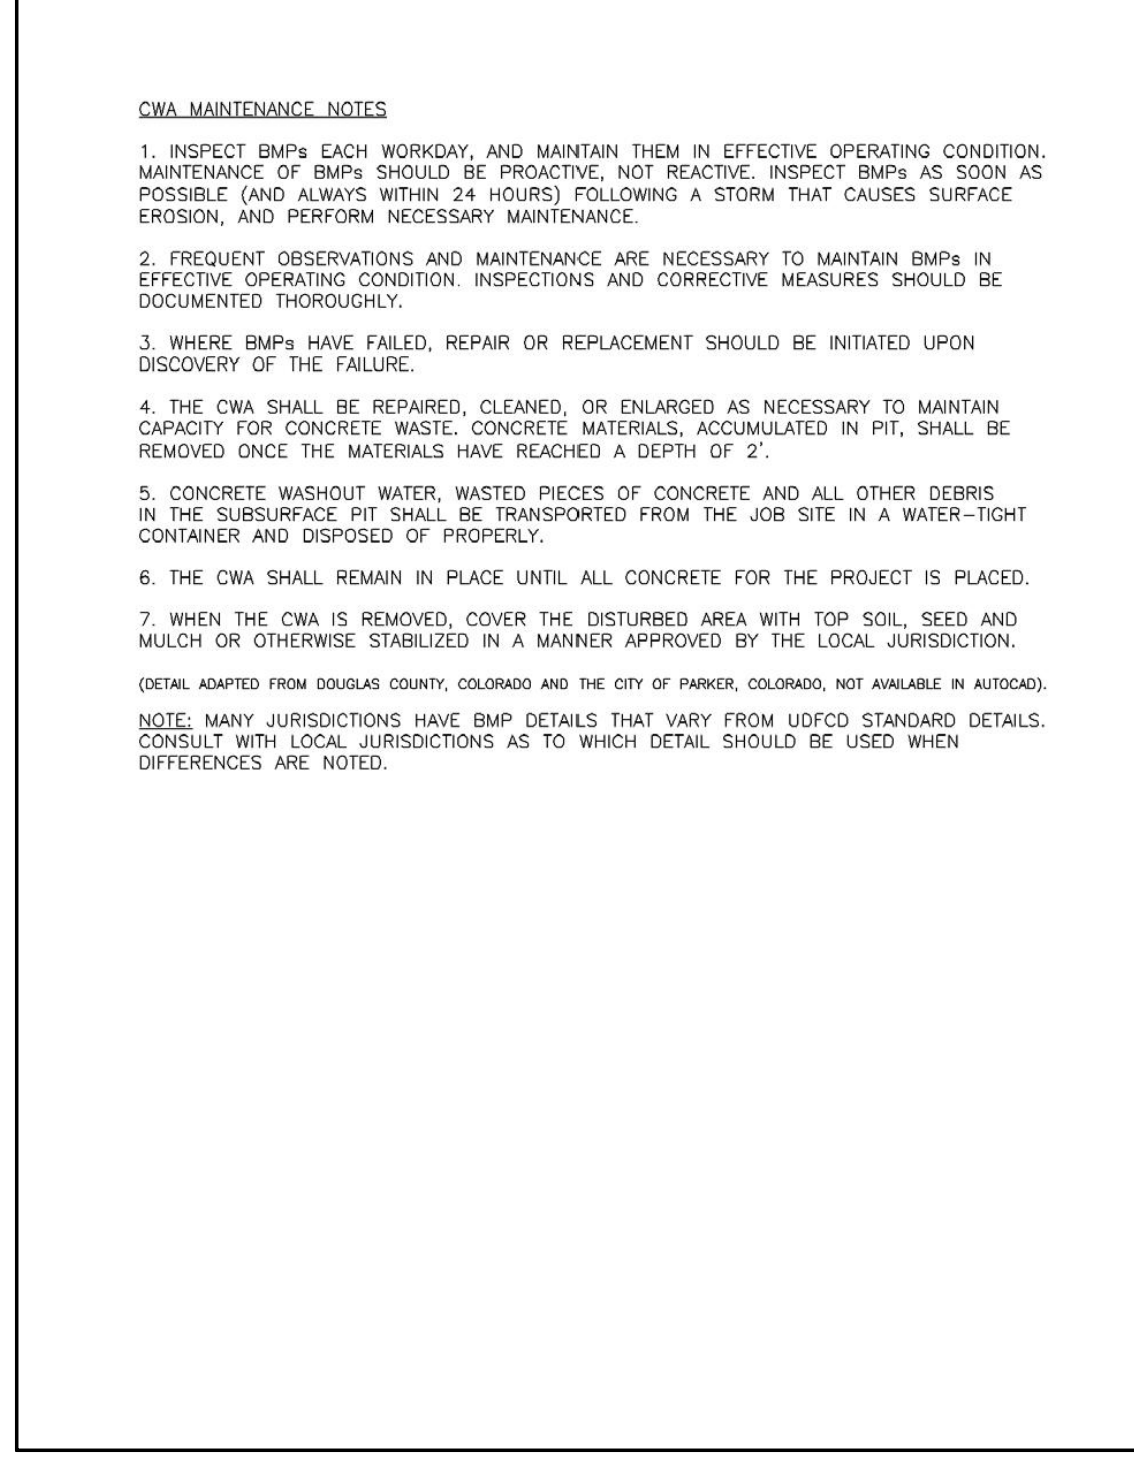 CWA MAINTENANCE NOTES
1. INSPECT BMPs EACH WORKDAY, AND MAINTAIN THEM IN EFFECTIVE OPERATING CONDITION.
MAINTENANCE OF BMPs SHOULD BE PROACTIVE, NOT REACTIVE. INSPECT BMPs AS SOON AS
POSSIBLE (AND ALWAYS WITHIN 24 HOURS) FOLLOWING A STORM THAT CAUSES SURFACE
EROSION, AND PERFORM NECESSARY MAINTENANCE.
2. FREQUENT OBSERVATIONS AND MAINTENANCE ARE NECESSARY TO MAINTAIN BMPs IN
EFFECTIVE OPERATING CONDITION. INSPECTIONS AND CORRECTIVE MEASURES SHOULD BE
DOCUMENTED THOROUGHLY.
3. WHERE BMPs HAVE FAILED, REPAIR OR REPLACEMENT SHOULD BE INITIATED UPON
DISCOVERY OF THE FAILURE.
4. THE CWA SHALL BE REPAIRED, CLEANED, OR ENLARGED AS NECESSARY TO MAINTAIN
CAPACITY FOR CONCRETE WASTE. CONCRETE MATERIALS, ACCUMULATED IN PIT, SHALL BE
REMOVED ONCE THE MATERIALS HAVE REACHED A DEPTH OF 2'.
5. CONCRETE WASHOUT WATER, WASTED PIECES OF CONCRETE AND ALL OTHER DEBRIS
IN THE SUBSURFACE PIT SHALL BE TRANSPORTED FROM THE JOB SITE IN A WATER-TIGHT
CONTAINER AND DISPOSED OF PROPERLY.
6. THE CWA SHALL REMAIN IN PLACE UNTIL ALL CONCRETE FOR THE PROJECT IS PLACED.
7. WHEN THE CWA IS REMOVED, COVER THE DISTURBED AREA WITH TOP SOIL, SEED AND
MULCH OR OTHERWISE STABILIZED IN A MANNER APPROVED BY THE LOCAL JURISDICTION.
(DETAIL ADAPTED FROM DOUGLAS COUNTY, COLORADO AND THE CITY OF PARKER, COLORADO, NOT AVAILABLE IN AUTOCAD).
NOTE: MANY JURISDICTIONS HAVE BMP DETAILS THAT VARY FROM UDFCD STANDARD DETAILS.
CONSULT WITH LOCAL JURISDICTIONS AS TO WHICH DETAIL SHOULD BE USED WHEN
DIFFERENCES ARE NOTED.